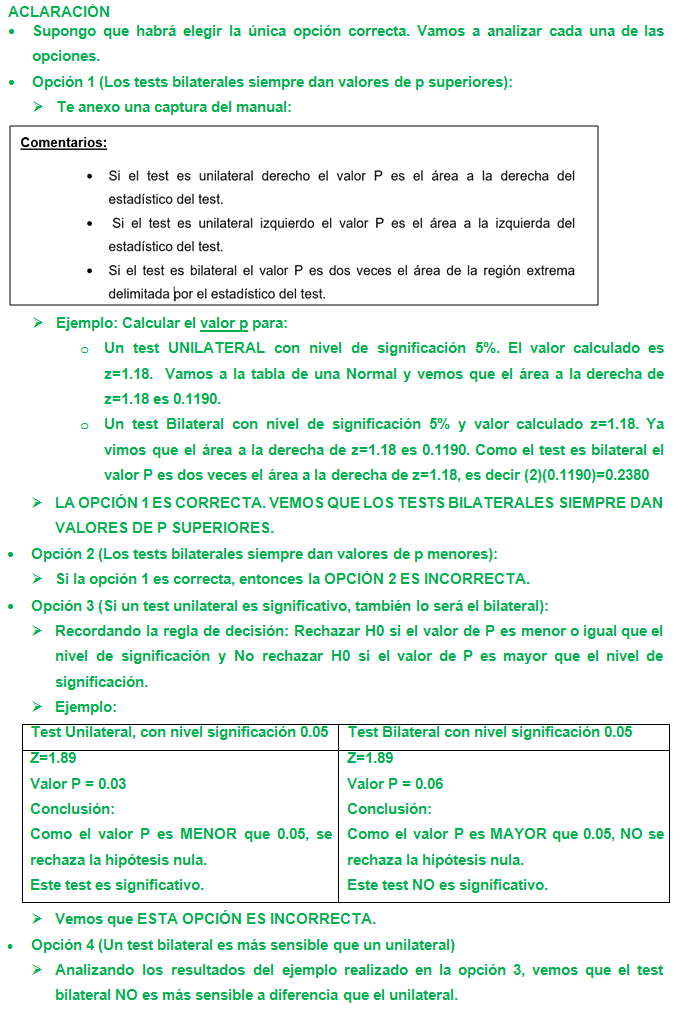 ACLARACIÓN
• Supongo que habrá elegir la única opción correcta. Vamos a analizar cada una de las
opciones.
• Opción 1 (Los tests bilaterales siempre dan valores de p superiores):
➢ Te anexo una captura del manual:
Comentarios:
• Si el test es unilateral derecho el valor P es el área a la derecha del
estadístico del test.
• Si el test es unilateral izquierdo el valor P es el área a la izquierda del
estadístico del test.
• Si el test es bilateral el valor P es dos veces el área de la región extrema
delimitada por el estadístico del test.
➢ Ejemplo: Calcular el valor p para:
o Un test UNILATERAL con nivel de significación 5%. El valor calculado es
z=1.18. Vamos a la tabla de una Normal y vemos que el área a la derecha de
z=1.18 es 0.1190.
o Un test Bilateral con nivel de significación 5% y valor calculado z=1.18. Ya
vimos que el área a la derecha de z=1.18 es 0.1190. Como el test es bilateral el
valor P es dos veces el área a la derecha de z=1.18, es decir (2)(0.1190)=0.2380
➢ LA OPCIÓN 1 ES CORRECTA. VEMOS QUE LOS TESTS BILATERALES SIEMPRE DAN
VALORES DE P SUPERIORES.
• Opción 2 (Los tests bilaterales siempre dan valores de p menores):
➢ Si la opción 1 es correcta, entonces la OPCIÓN 2 ES INCORRECTA.
• Opción 3 (Si un test unilateral es significativo, también lo será el bilateral):
➢ Recordando la regla de decisión: Rechazar H0 si el valor de P es menor o igual que el
nivel de significación y No rechazar H0 si el valor de P es mayor que el nivel de
significación.
➢ Ejemplo:
Test Unilateral, con nivel significación 0.05
Z=1.89
Valor P = 0.03
Conclusión:
Como el valor P es MENOR que 0.05, se
rechaza la hipótesis nula.
Este test es significativo.
Test Bilateral con nivel significación 0.05
Z=1.89
Valor P = 0.06
Conclusión:
Como el valor P es MAYOR que 0.05, NO se
rechaza la hipótesis nula.
Este test NO es significativo.
➢ Vemos que ESTA OPCIÓN ES INCORRECTA.
• Opción 4 (Un test bilateral es más sensible que un unilateral)
➢ Analizando los resultados del ejemplo realizado en la opción 3, vemos que el test
bilateral NO es más sensible a diferencia que el unilateral.